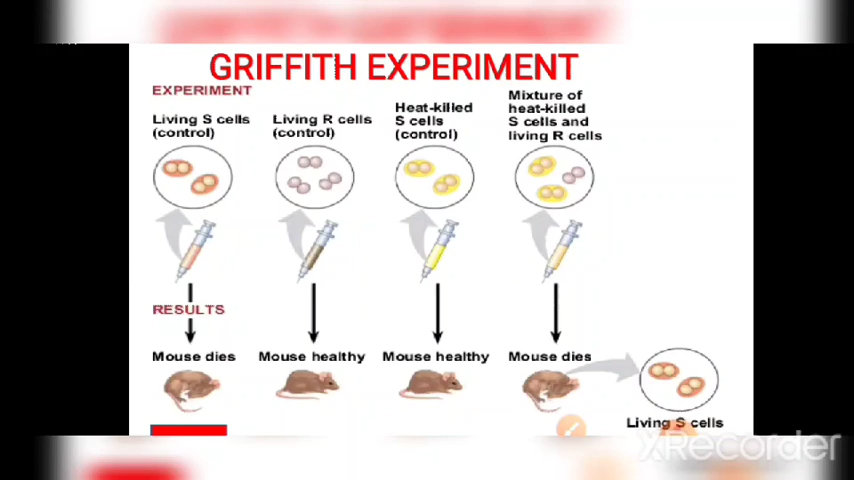 GRIFFITH EXPERIMENT
EXPERIMENT
Living S cells
(control)
Living R cells
(control)
Heat-killed
S cells
(control)
Mixture of
heat-killed
S cells and
living R cells
RESULTS
Mouse dies
Mouse healthy
Mouse healthy
Mouse dies
Living S cells
XRecorder